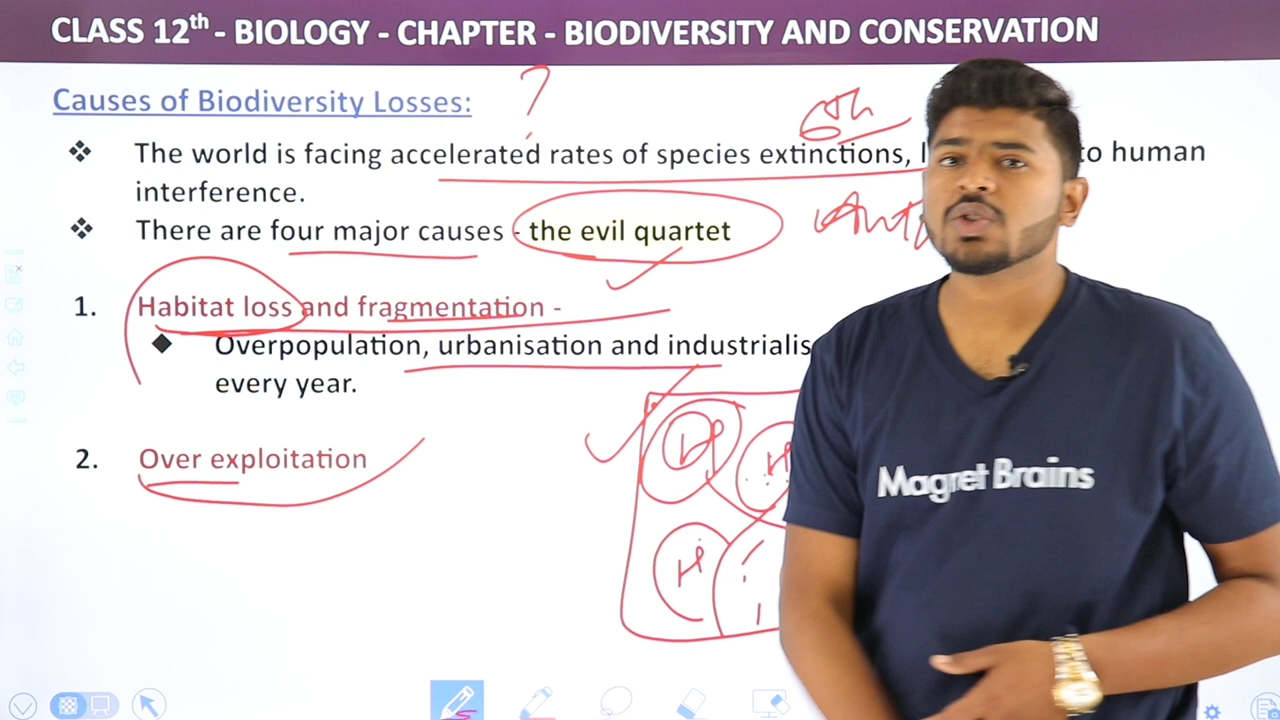 CLASS 12th - BIOLOGY - CHAPTER - BIODIVERSITY AND CONSERVATION
Causes of Biodiversity Losses:
?
6th
❖ The world is facing accelerated rates of species extinctions, to human
interference.
❖ There are four major causes - the evil quartet
1. Habitat loss and fragmentation -
◆ Overpopulation, urbanisation and
every year.
H H
2. Over exploitation
H
Magnet Brains